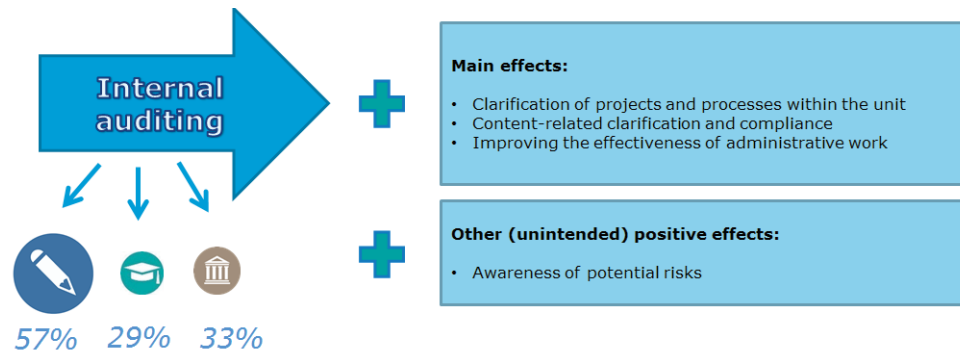 Internal
auditing
Main effects:
• Clarification of projects and processes within the unit
• Content-related clarification and compliance
• Improving the effectiveness of administrative work
Other (unintended) positive effects:
• Awareness of potential risks
57% 29% 33%